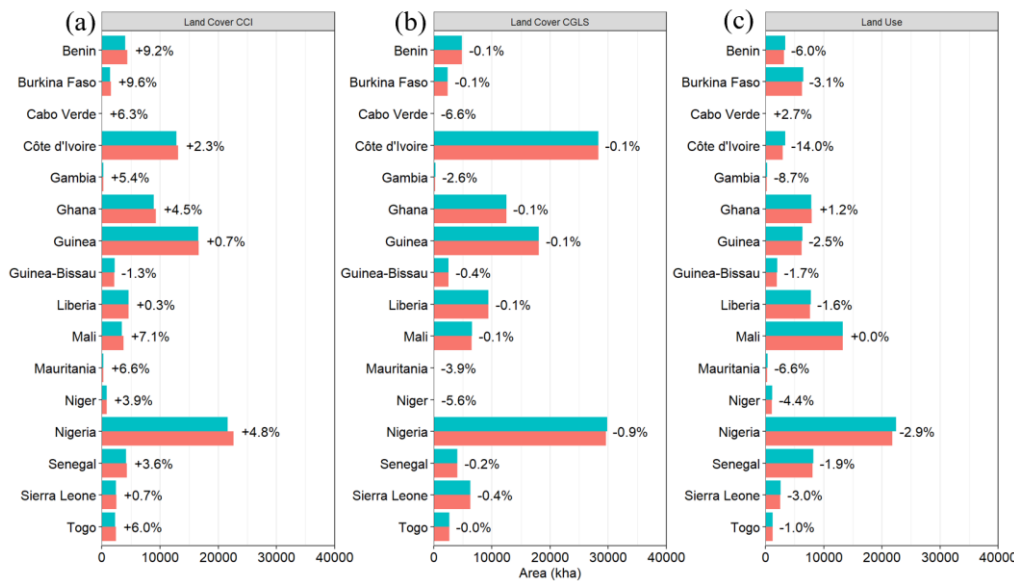 (a) Land Cover CCI (b) Land Cover CGLS (c) Land Use
Benin +9.2% Benin -0.1% Benin -6.0%
Burkina Faso +9.6% Burkina Faso -0.1% Burkina Faso -3.1%
Cabo Verde +6.3% Cabo Verde -6.6% Cabo Verde +2.7%
Côte d'Ivoire +2.3% Côte d'Ivoire -0.1% Côte d'Ivoire -14.0%
Gambia +5.4% Gambia -2.6% Gambia -8.7%
Ghana +4.5% Ghana -0.1% Ghana +1.2%
Guinea +0.7% Guinea -0.1% Guinea -2.5%
Guinea-Bissau -1.3% Guinea-Bissau -0.4% Guinea-Bissau -1.7%
Liberia +0.3% Liberia -0.1% Liberia -1.6%
Mali +7.1% Mali -0.1% Mali +0.0%
Mauritania +6.6% Mauritania -3.9% Mauritania -6.6%
Niger +3.9% Niger -5.6% Niger -4.4%
Nigeria +4.8% Nigeria -0.9% Nigeria -2.9%
Senegal +3.6% Senegal -0.2% Senegal -1.9%
Sierra Leone +0.7% Sierra Leone -0.4% Sierra Leone -3.0%
Togo +6.0% Togo -0.0% Togo -1.0%
0 10000 20000 30000 40000 0 10000 20000 30000 40000 0 10000 20000 30000 40000
Area (kha)